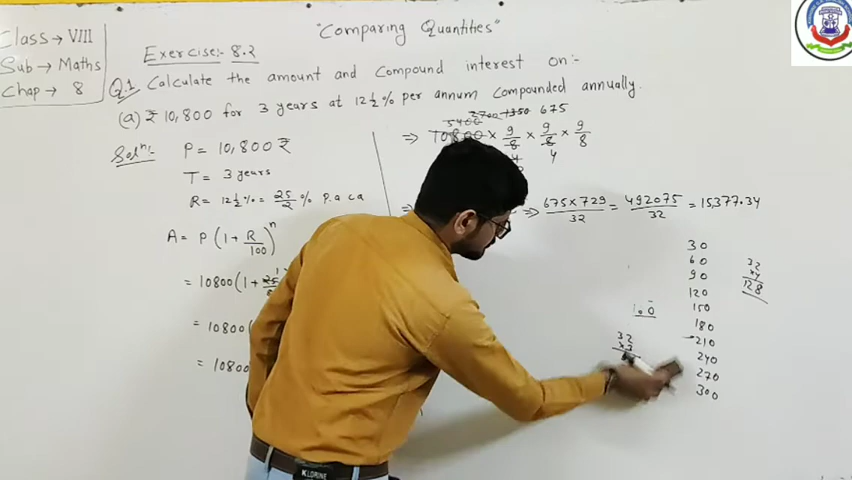 "Comparing Quantities"
Class → VIII
Sub → Maths
Chap → 8
Exercise:- 8.2
Q.1 Calculate the amount and compound interest on:-
(a) ₹ 10,800 for 3 years at 12½% per annum compounded annually.
Solⁿ:- P = 10,800 ₹
T = 3 years
R = 12½% = 25/2 % p.a ca
A = P(1 + R/100)ⁿ
= 10800(1 +
= 10800(
= 10800
5400 2700 1350 675
⇒ 10800 × 9/8 × 9/8 × 9/8
4
⇒ 675×729/32 = 492075/32 = 15,377.34
30
60
90
120
150
180
→210
240
270
300
32
×4
128
100
32
KLORINE